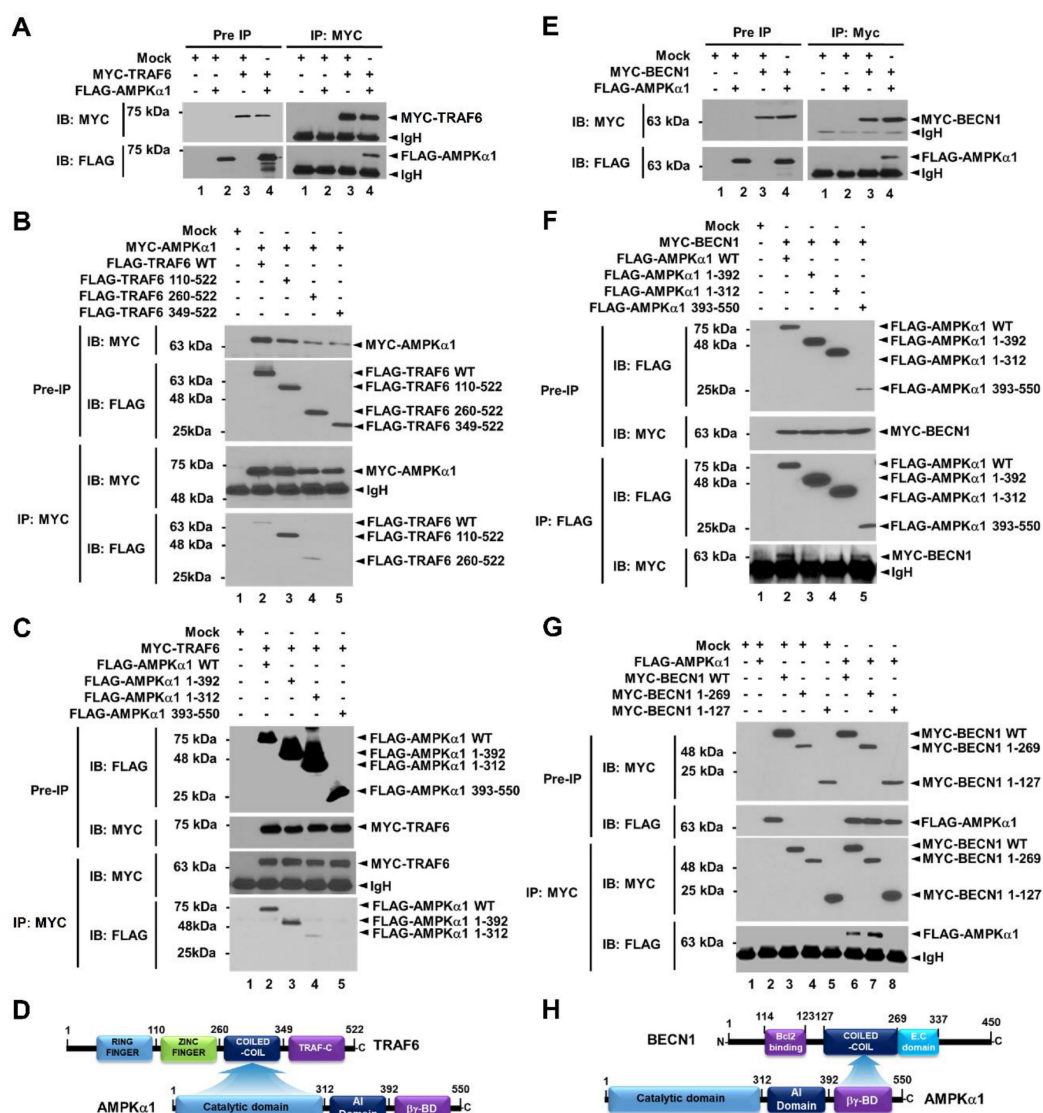 A
Pre IP IP: MYC
Mock + + + - + + + -
MYC-TRAF6 - - + + - - + +
FLAG-AMPKα1 - + - + - + - +
75 kDa
IB: MYC
MYC-TRAF6
IgH
75 kDa
IB: FLAG
FLAG-AMPKα1
IgH
1 2 3 4 1 2 3 4
B
Mock + - - - -
MYC-AMPKα1 - + + + +
FLAG-TRAF6 WT - + - - -
FLAG-TRAF6 110-522 - - + - -
FLAG-TRAF6 260-522 - - - + -
FLAG-TRAF6 349-522 - - - - +
Pre-IP
IB: MYC
63 kDa
MYC-AMPKα1
IB: FLAG
63 kDa
48 kDa
25kDa
FLAG-TRAF6 WT
FLAG-TRAF6 110-522
FLAG-TRAF6 260-522
FLAG-TRAF6 349-522
IP: MYC
IB: MYC
75 kDa
48 kDa
MYC-AMPKα1
IgH
IB: FLAG
63 kDa
48 kDa
25kDa
FLAG-TRAF6 WT
FLAG-TRAF6 110-522
FLAG-TRAF6 260-522
1 2 3 4 5
C
Mock + - - - -
MYC-TRAF6 - + + + +
FLAG-AMPKα1 WT - + - - -
FLAG-AMPKα1 1-392 - - + - -
FLAG-AMPKα1 1-312 - - - + -
FLAG-AMPKα1 393-550 - - - - +
Pre-IP
IB: FLAG
75 kDa
48 kDa
25 kDa
FLAG-AMPKα1 WT
FLAG-AMPKα1 1-392
FLAG-AMPKα1 1-312
FLAG-AMPKα1 393-550
IB: MYC
75 kDa
MYC-TRAF6
IP: MYC
IB: MYC
63 kDa
MYC-TRAF6
IgH
IB: FLAG
75 kDa
48kDa
25kDa
FLAG-AMPKα1 WT
FLAG-AMPKα1 1-392
FLAG-AMPKα1 1-312
1 2 3 4 5
D
1 110 260 349 522
RING FINGER
ZINC FINGER
COILED -COIL
TRAF-C
C TRAF6
1 312 392 550
AMPKα1
Catalytic domain
AI Domain
βγ-BD
C
E
Pre IP IP: Myc
Mock + + + - + + + -
MYC-BECN1 - - + + - - + +
FLAG-AMPKα1 - + - + - + - +
IB: MYC
63 kDa
MYC-BECN1
IgH
IB: FLAG
63 kDa
FLAG-AMPKα1
IgH
1 2 3 4 1 2 3 4
F
Mock + - - - -
MYC-BECN1 - + + + +
FLAG-AMPKα1 WT - + - - -
FLAG-AMPKα1 1-392 - - + - -
FLAG-AMPKα1 1-312 - - - + -
FLAG-AMPKα1 393-550 - - - - +
Pre-IP
IB: FLAG
75 kDa
48 kDa
25kDa
FLAG-AMPKα1 WT
FLAG-AMPKα1 1-392
FLAG-AMPKα1 1-312
FLAG-AMPKα1 393-550
IB: MYC
63 kDa
MYC-BECN1
IP: FLAG
IB: FLAG
75 kDa
48 kDa
25kDa
FLAG-AMPKα1 WT
FLAG-AMPKα1 1-392
FLAG-AMPKα1 1-312
FLAG-AMPKα1 393-550
IB: MYC
63 kDa
MYC-BECN1
IgH
1 2 3 4 5
G
Mock + + + + + - - -
FLAG-AMPKα1 - + - - - + + +
MYC-BECN1 WT - - + - - + - -
MYC-BECN1 1-269 - - - + - - + -
MYC-BECN1 1-127 - - - - + - - +
Pre-IP
IB: MYC
48 kDa
25 kDa
MYC-BECN1 WT
MYC-BECN1 1-269
MYC-BECN1 1-127
IB: FLAG
63 kDa
FLAG-AMPKα1
IP: MYC
IB: MYC
48 kDa
25 kDa
MYC-BECN1 WT
MYC-BECN1 1-269
MYC-BECN1 1-127
IB: FLAG
63 kDa
FLAG-AMPKα1
IgH
1 2 3 4 5 6 7 8
H
1 114 123 127 269 337 450
BECN1 N
Bcl2 binding
COILED -COIL
E.C domain
C
1 312 392 550
Catalytic domain
AI Domain
βγ-BD
C AMPKα1